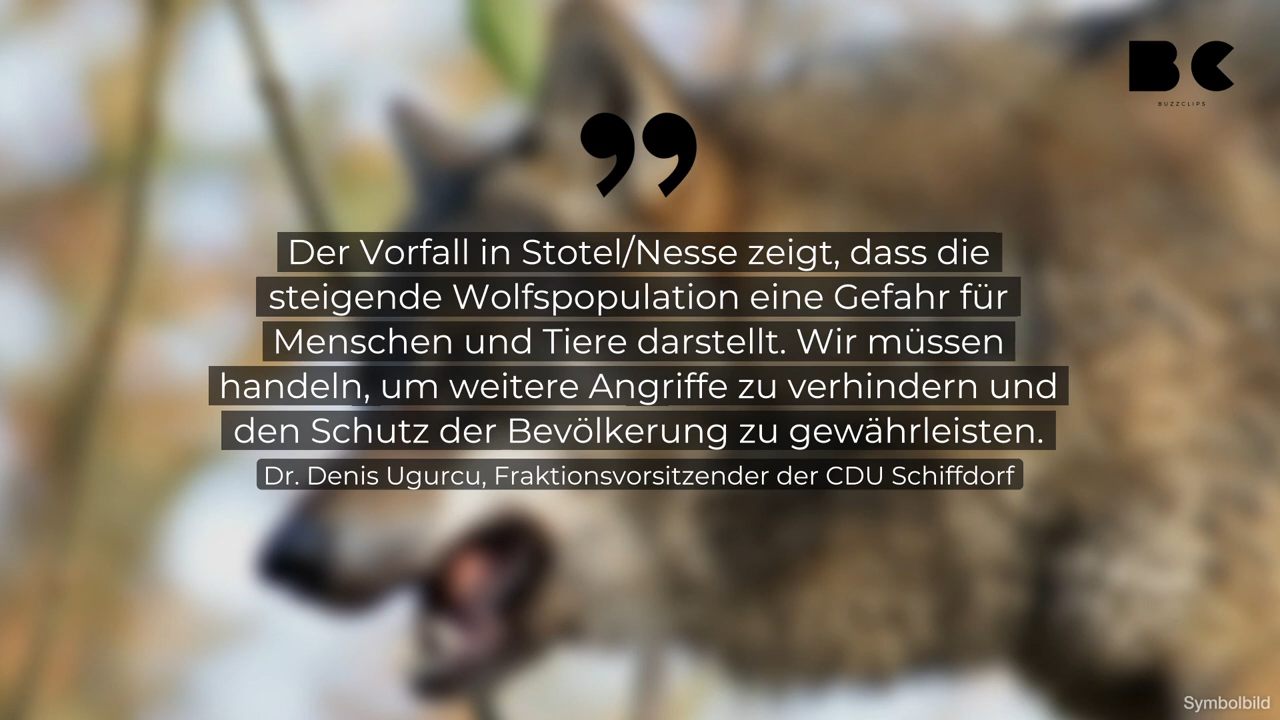 BC
BUZZCLIPS
”
Der Vorfall in Stotel/Nesse zeigt, dass die
steigende Wolfspopulation eine Gefahr für
Menschen und Tiere darstellt. Wir müssen
handeln, um weitere Angriffe zu verhindern und
den Schutz der Bevölkerung zu gewährleisten.
Dr. Denis Ugurcu, Fraktionsvorsitzender der CDU Schiffdorf
Symbolbild